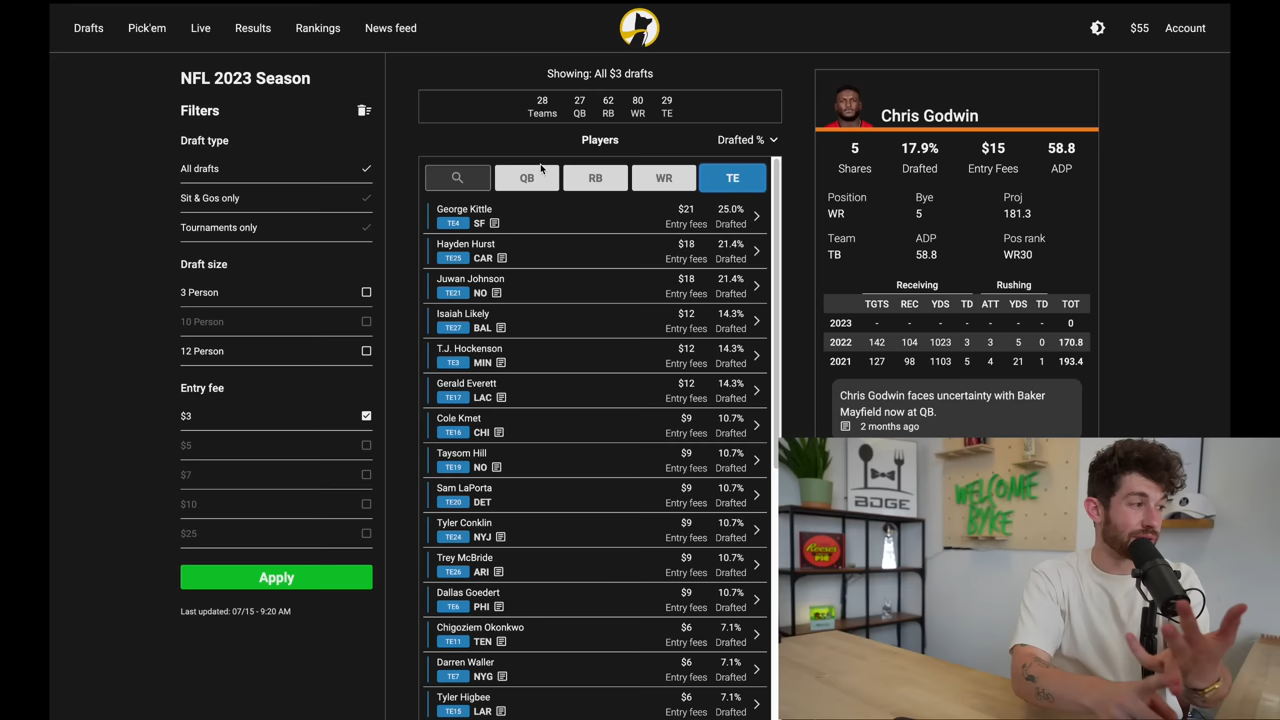 Drafts
Pick'em
Live
Results
Rankings
News feed
$55
Account
NFL 2023 Season
Filters
Draft type
All drafts
Sit & Gos only
Tournaments only
Draft size
3 Person
10 Person
12 Person
Entry fee
$3
$5
$7
$10
$25
Apply
Last updated: 07/15 - 9:20 AM
Showing: All $3 drafts
28 27 62 80 29
Teams QB RB WR TE
Players
Drafted %
QB RB WR TE
George Kittle $21 25.0%
TE4 SF Entry fees Drafted
Hayden Hurst $18 21.4%
TE25 CAR Entry fees Drafted
Juwan Johnson $18 21.4%
TE21 NO Entry fees Drafted
Isaiah Likely $12 14.3%
TE27 BAL Entry fees Drafted
T.J. Hockenson $12 14.3%
TE3 MIN Entry fees Drafted
Gerald Everett $12 14.3%
TE17 LAC Entry fees Drafted
Cole Kmet $9 10.7%
TE16 CHI Entry fees Drafted
Taysom Hill $9 10.7%
TE19 NO Entry fees Drafted
Sam LaPorta $9 10.7%
TE20 DET Entry fees Drafted
Tyler Conklin $9 10.7%
TE24 NYJ Entry fees Drafted
Trey McBride $9 10.7%
TE26 ARI Entry fees Drafted
Dallas Goedert $9 10.7%
TE6 PHI Entry fees Drafted
Chigoziem Okonkwo $6 7.1%
TE11 TEN Entry fees Drafted
Darren Waller $6 7.1%
TE7 NYG Entry fees Drafted
Tyler Higbee $6 7.1%
TE15 LAR Entry fees Drafted
Chris Godwin
5 17.9% $15 58.8
Shares Drafted Entry Fees ADP
Position Bye Proj
WR 5 181.3
Team ADP Pos rank
TB 58.8 WR30
Receiving Rushing
TGTS REC YDS TD ATT YDS TD TOT
2023 - - - - - - - 0
2022 142 104 1023 3 3 5 0 170.8
2021 127 98 1103 5 4 21 1 193.4
Chris Godwin faces uncertainty with Baker
Mayfield now at QB.
2 months ago
BDGE
WELCOME
BYKE
Reese's